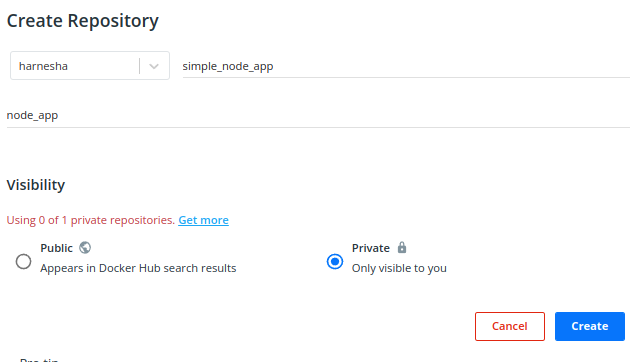 Create Repository
harnesha
simple_node_app
node_app
Visibility
Using 0 of 1 private repositories. Get more
Public
Appears in Docker Hub search results
Private
Only visible to you
Cancel
Create